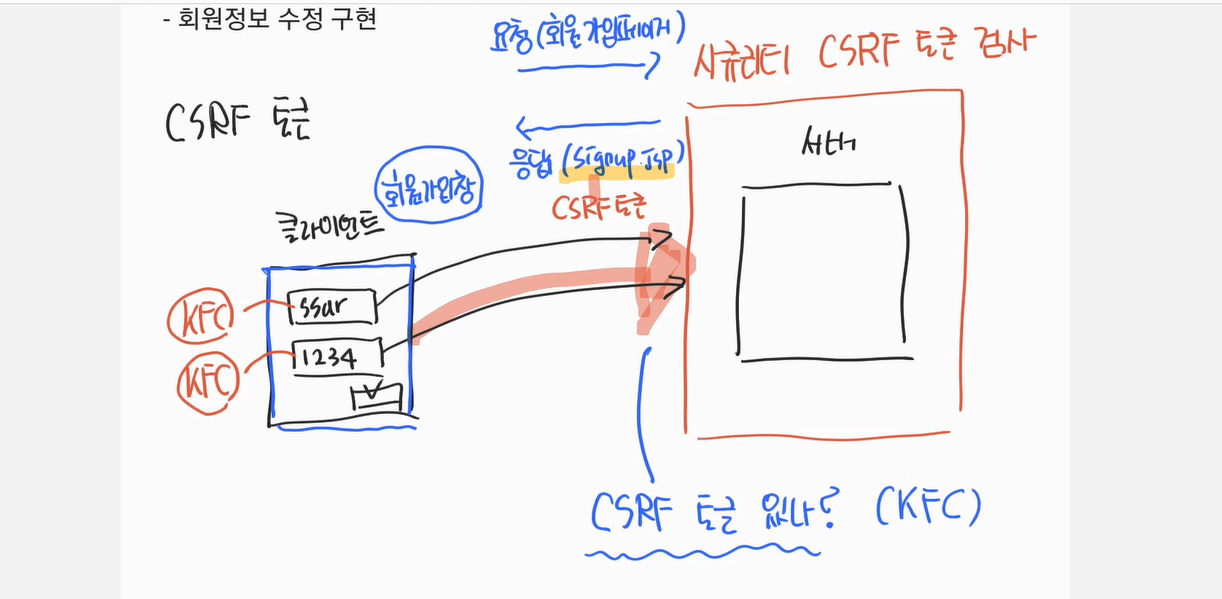 - 회원정보 수정 구현
요청 (회원가입페이지)
시큐리티 CSRF 토큰 검사
CSRF 토큰
서버
응답 (signup.jsp)
회원가입창
CSRF 토큰
클라이언트
KFC
ssar
KFC
1234
CSRF 토큰 있나? (KFC)